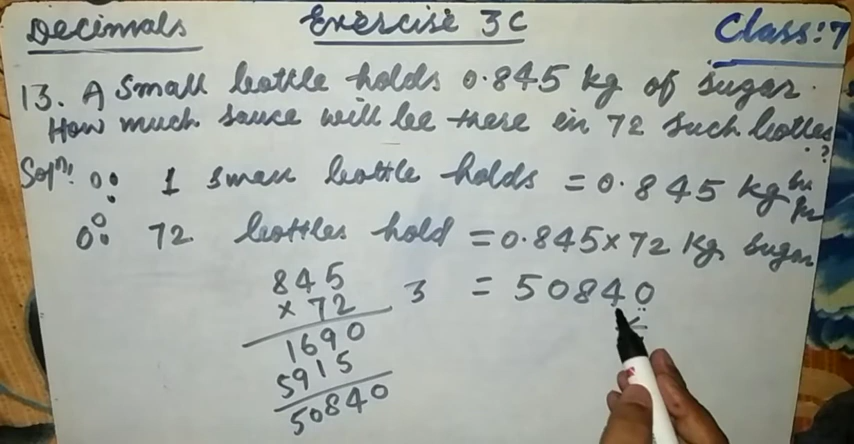 Decimals Exercise 3C Class:7
13. A Small bottle holds 0.845 kg of sugar.
How much sauce will be there in 72 such bottles?
Soln: 1 small bottle holds = 0.845 kg
72 bottles hold = 0.845×72 Kg sugar
845
× 72 3 = 50840
1690
5915
50840